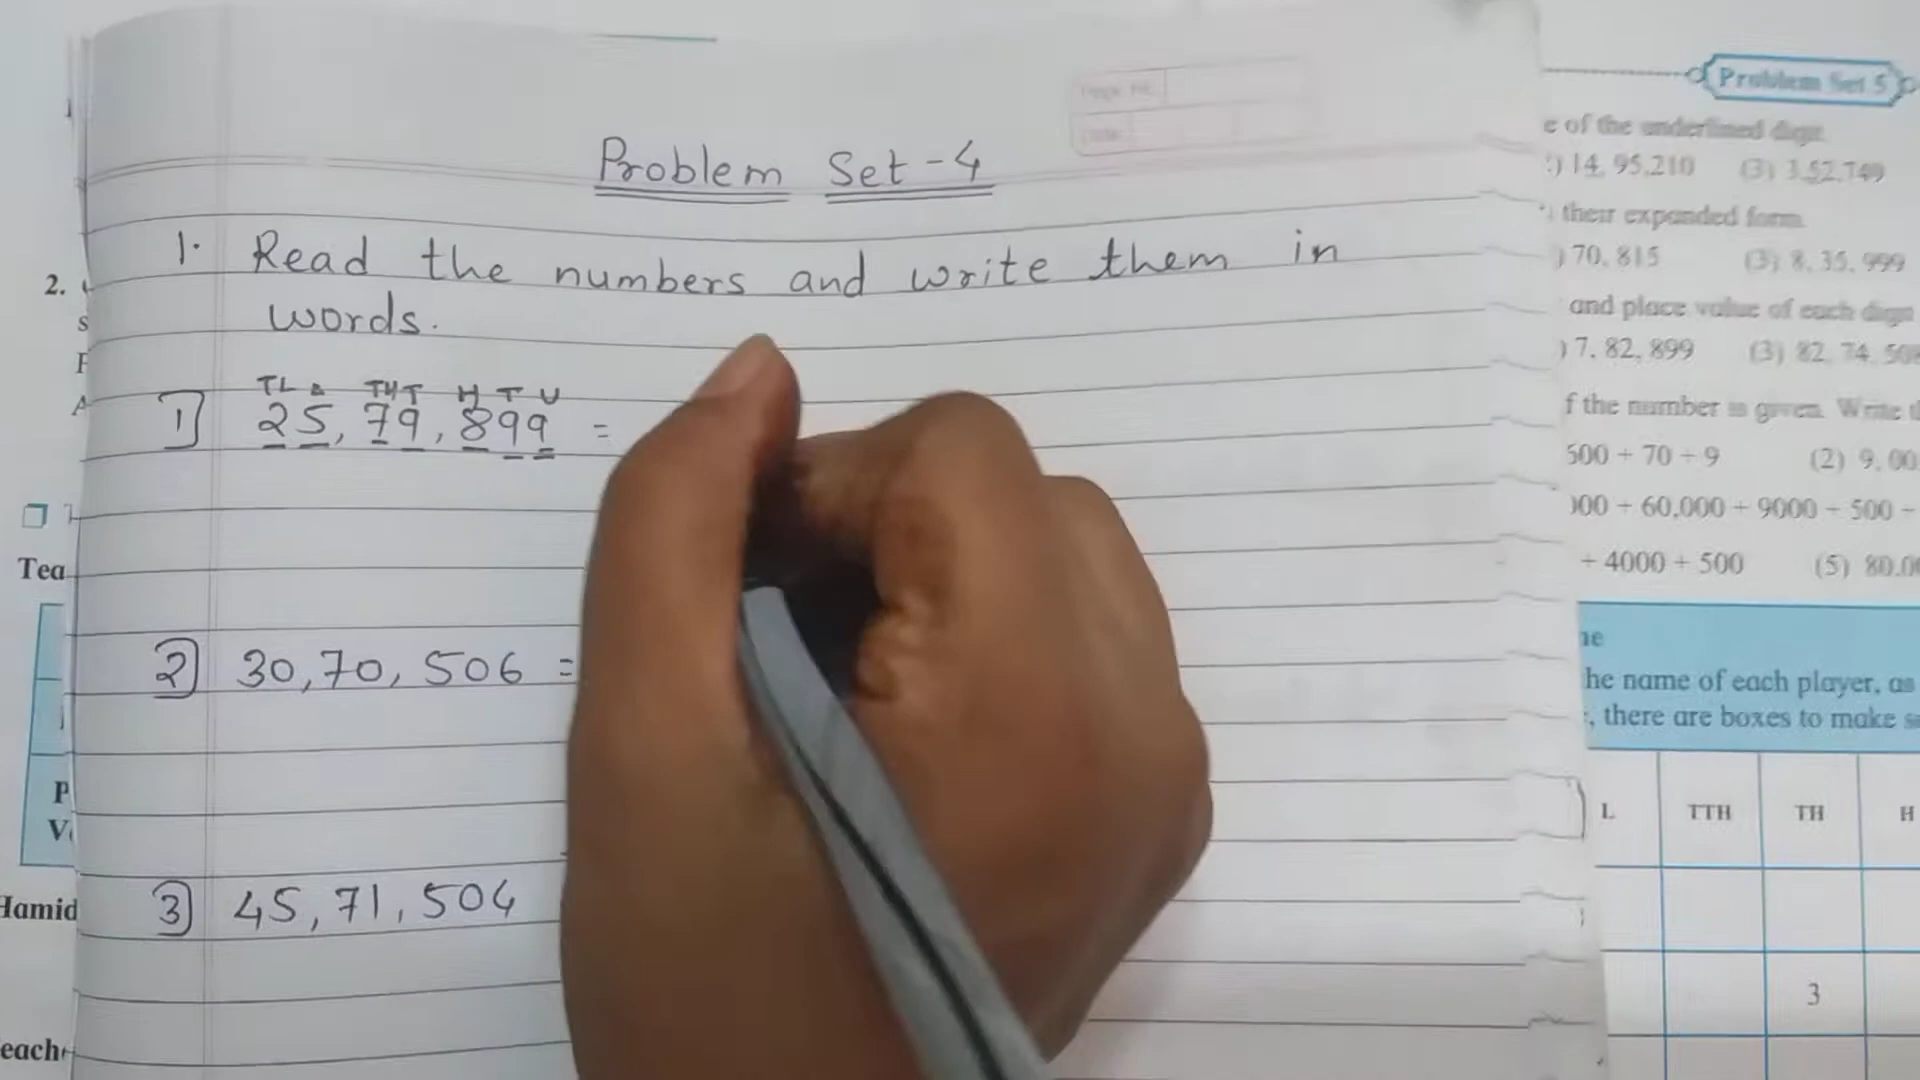 Problem Set - 4
1. Read the numbers and write them in
words.
TL L TH T H T U
1] 25, 79, 899 =
2] 30, 70, 506 =
3] 45, 71, 504
2.
Tea
Hamid
each
Problem Set 5
e of the underlined digit.
) 14, 95,210 (3) 3,52,749
their expanded form.
) 70, 815 (3) 8, 35, 999
and place value of each digit
) 7, 82, 899 (3) 82, 74, 508
f the number is given. Write t
500 + 70 + 9 (2) 9, 00
000 + 60,000 + 9000 + 500 +
+ 4000 + 500 (5) 80,0
he name of each player, as
, there are boxes to make s
L TTH TH H
3